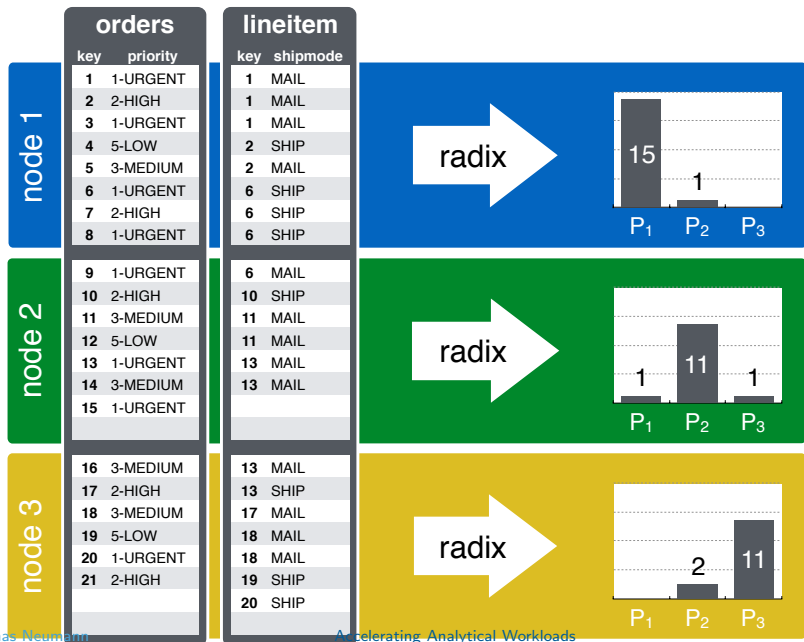 orders lineitem
key priority key shipmode
node 1
1 1-URGENT 1 MAIL
2 2-HIGH 1 MAIL
3 1-URGENT 1 MAIL
4 5-LOW 2 SHIP
5 3-MEDIUM 2 MAIL
6 1-URGENT 6 SHIP
7 2-HIGH 6 SHIP
8 1-URGENT 6 SHIP
radix
15 1
P1 P2 P3
node 2
9 1-URGENT 6 MAIL
10 2-HIGH 10 SHIP
11 3-MEDIUM 11 MAIL
12 5-LOW 11 MAIL
13 1-URGENT 13 MAIL
14 3-MEDIUM 13 MAIL
15 1-URGENT
radix
1 11 1
P1 P2 P3
node 3
16 3-MEDIUM 13 MAIL
17 2-HIGH 13 SHIP
18 3-MEDIUM 17 MAIL
19 5-LOW 18 MAIL
20 1-URGENT 18 MAIL
21 2-HIGH 19 SHIP
20 SHIP
radix
2 11
P1 P2 P3
as Neumann Accelerating Analytical Workloads